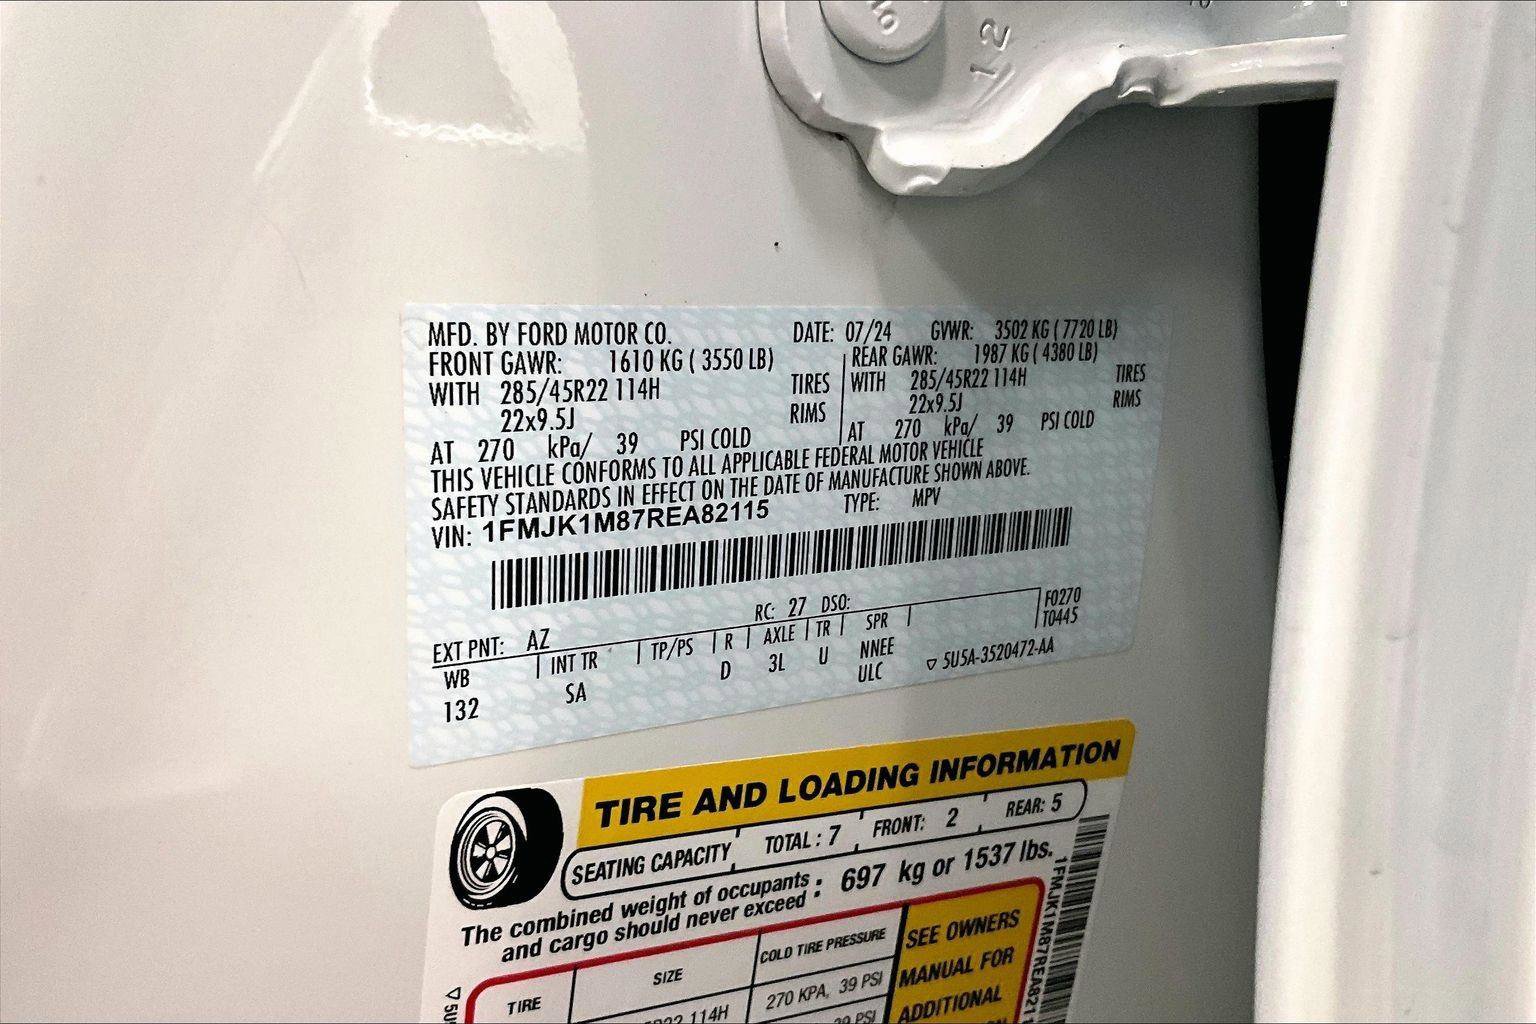 12
MFD. BY FORD MOTOR CO. DATE: 07/24 GVWR: 3502 KG ( 7720 LB)
FRONT GAWR: 1610 KG ( 3550 LB) REAR GAWR: 1987 KG ( 4380 LB)
WITH 285/45R22 114H TIRES WITH 285/45R22 114H TIRES
22x9.5J RIMS 22x9.5J RIMS
AT 270 kPa/ 39 PSI COLD AT 270 kPa/ 39 PSI COLD
THIS VEHICLE CONFORMS TO ALL APPLICABLE FEDERAL MOTOR VEHICLE
SAFETY STANDARDS IN EFFECT ON THE DATE OF MANUFACTURE SHOWN ABOVE.
VIN: 1FMJK1M87REA82115 TYPE: MPV
RC: 27 DSO: F0270
EXT PNT: AZ T0445
WB INT TR TP/PS R AXLE TR SPR
132 SA D 3L U NNEE
ULC 5U5A-3520472-AA
TIRE AND LOADING INFORMATION
SEATING CAPACITY TOTAL : 7 FRONT: 2 REAR: 5
The combined weight of occupants : 697 kg or 1537 lbs.
and cargo should never exceed
TIRE SIZE COLD TIRE PRESSURE SEE OWNERS
114H 270 KPA, 39 PSI MANUAL FOR
39 PSI ADDITIONAL
1FMJK1M87REA8211